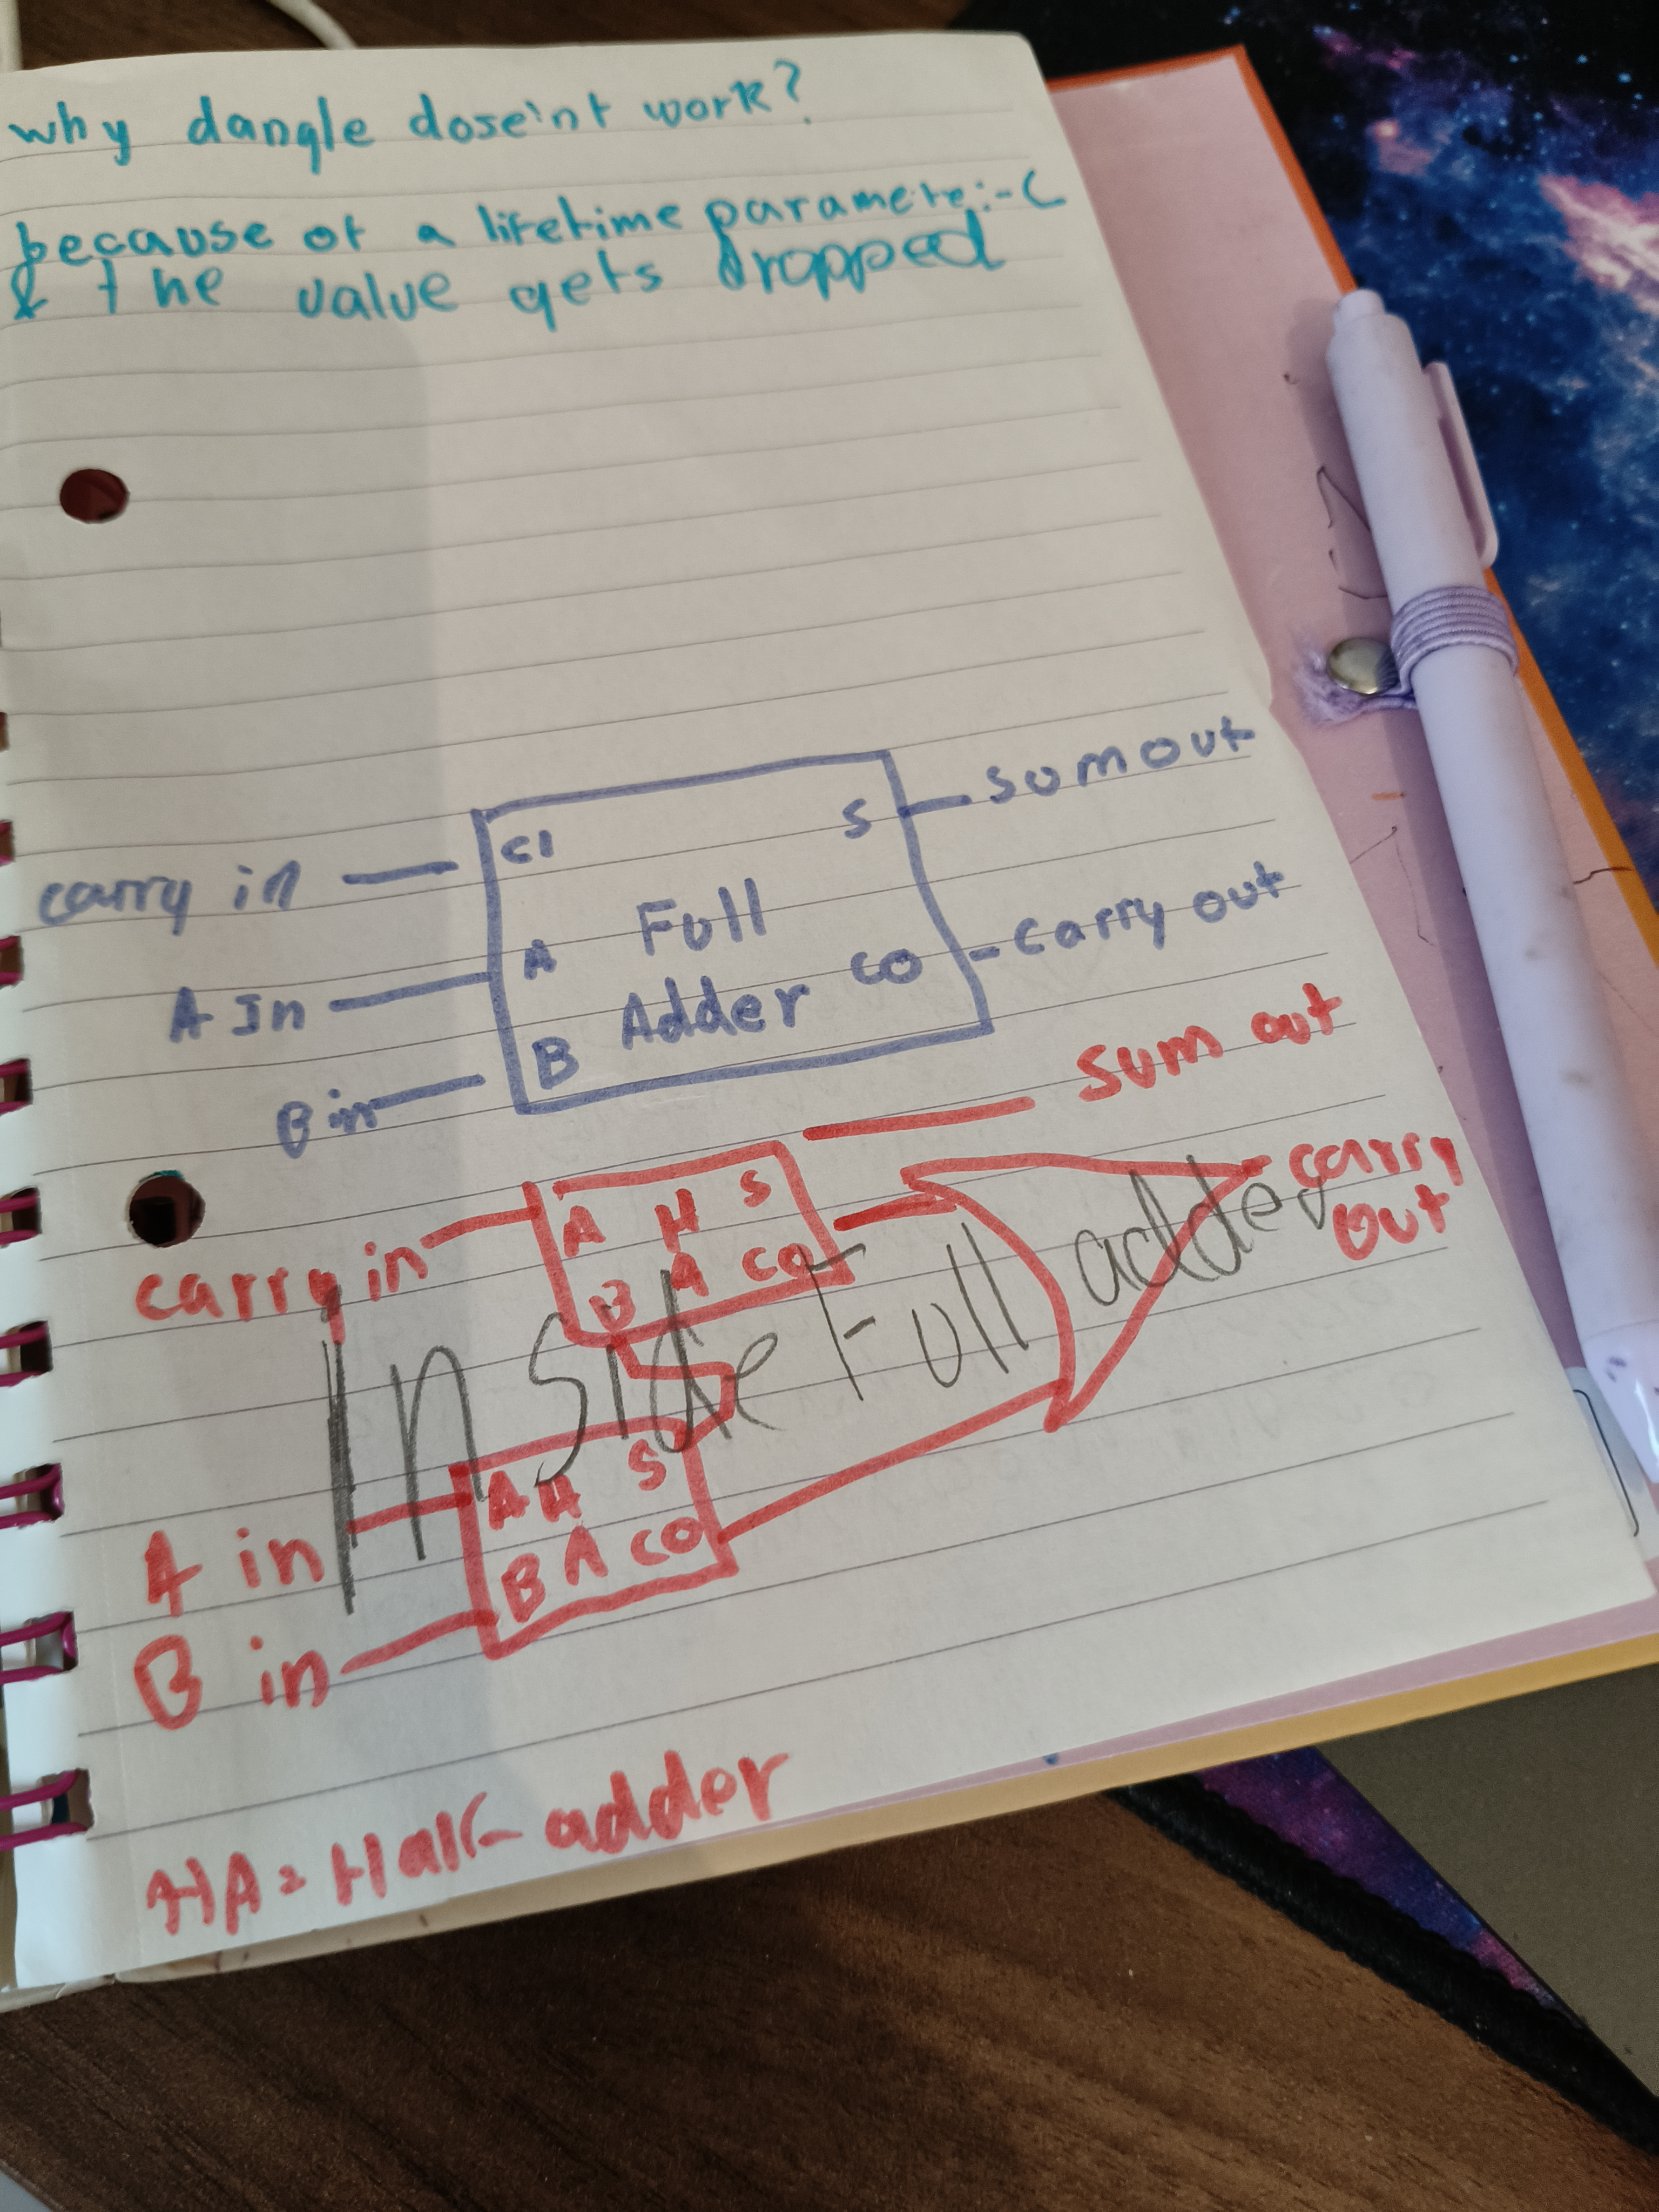 why dangle dose'nt work?
because of a lifetime paramete:-(
& the value gets dropped
CI S sum out
carry in
Full
A CO carry out
A In
Adder
B
B in
sum out
A H S carry
carry in
B A CO out
Inside Full adder
A H S
A in
B A CO
B in
HA = Half adder